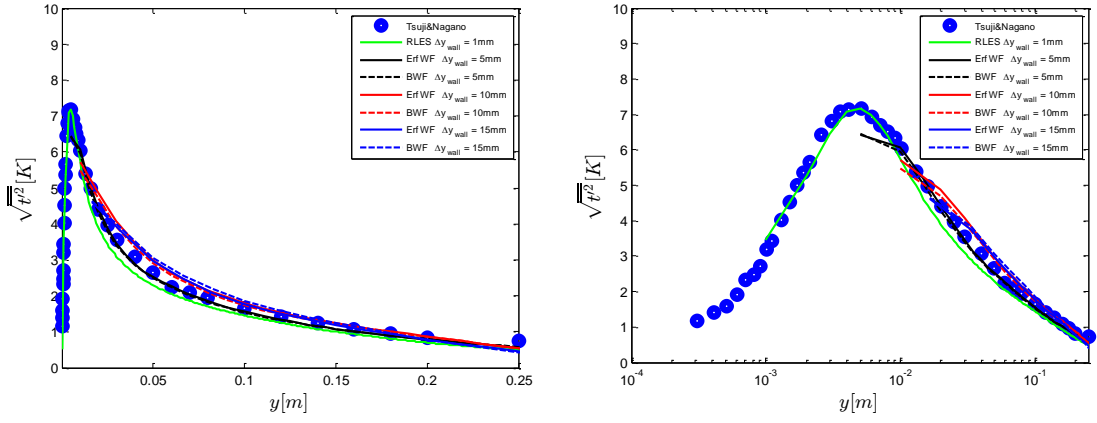 10
9
8
7
6
5
4
3
2
1
0
0.05
0.1
0.15
0.2
0.25
y[m]
√t′² [K]
Tsuji&Nagano
RLES Δy_wall = 1mm
Erf WF Δy_wall = 5mm
BWF Δy_wall = 5mm
Erf WF Δy_wall = 10mm
BWF Δy_wall = 10mm
Erf WF Δy_wall = 15mm
BWF Δy_wall = 15mm
10
9
8
7
6
5
4
3
2
1
0
10⁻⁴
10⁻³
10⁻²
10⁻¹
y[m]
√t′² [K]
Tsuji&Nagano
RLES Δy_wall = 1mm
Erf WF Δy_wall = 5mm
BWF Δy_wall = 5mm
Erf WF Δy_wall = 10mm
BWF Δy_wall = 10mm
Erf WF Δy_wall = 15mm
BWF Δy_wall = 15mm